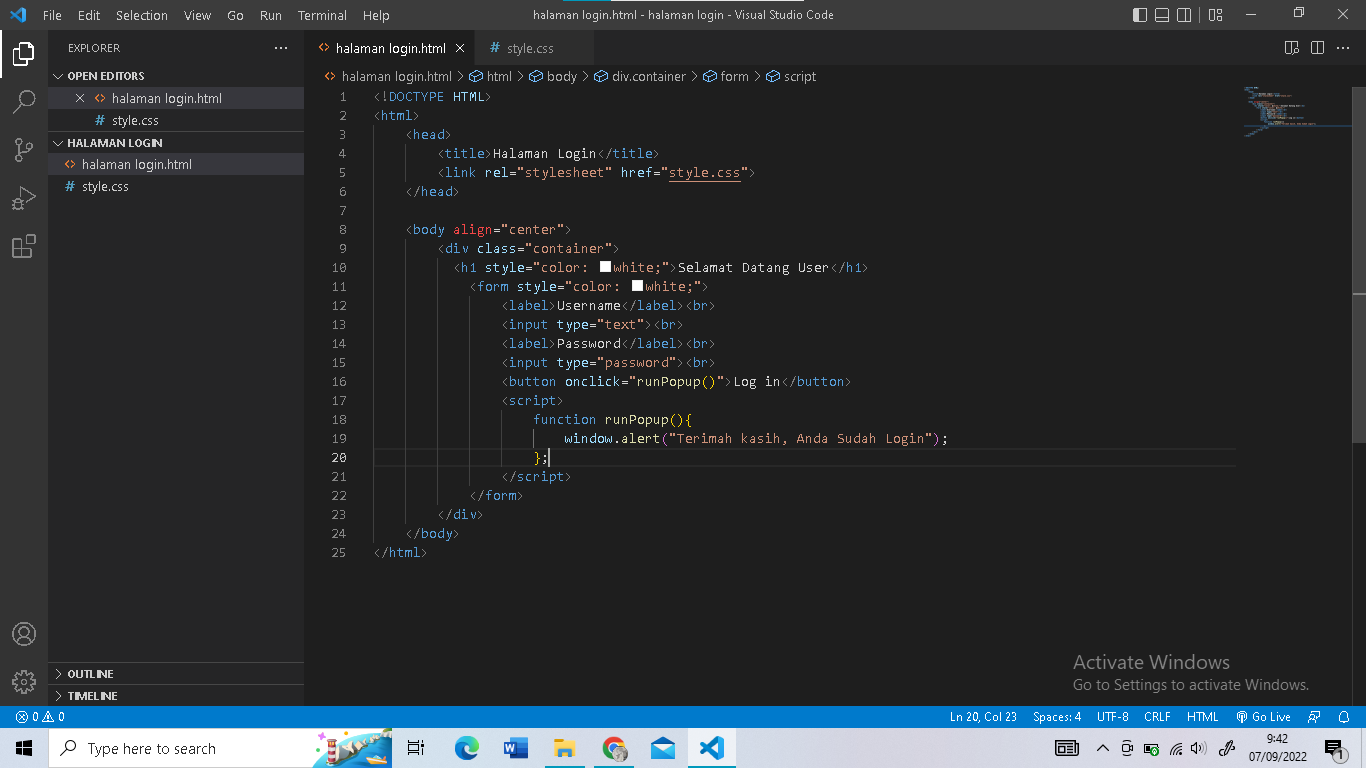 File Edit Selection View Go Run Terminal Help
halaman login.html - halaman login - Visual Studio Code
EXPLORER
OPEN EDITORS
halaman login.html
style.css
HALAMAN LOGIN
halaman login.html
style.css
OUTLINE
TIMELINE
halaman login.html style.css
halaman login.html > html > body > div.container > form > script
1 <!DOCTYPE HTML>
2 <html>
3 <head>
4 <title>Halaman Login</title>
5 <link rel="stylesheet" href="style.css">
6 </head>
7
8 <body align="center">
9 <div class="container">
10 <h1 style="color: white;">Selamat Datang User</h1>
11 <form style="color: white;">
12 <label>Username</label><br>
13 <input type="text"><br>
14 <label>Password</label><br>
15 <input type="password"><br>
16 <button onclick="runPopup()">Log in</button>
17 <script>
18 function runPopup(){
19 window.alert("Terimah kasih, Anda Sudah Login");
20 };
21 </script>
22 </form>
23 </div>
24 </body>
25 </html>
Activate Windows
Go to Settings to activate Windows.
0 0 Ln 20, Col 23 Spaces: 4 UTF-8 CRLF HTML Go Live
Type here to search
9:42
07/09/2022
1